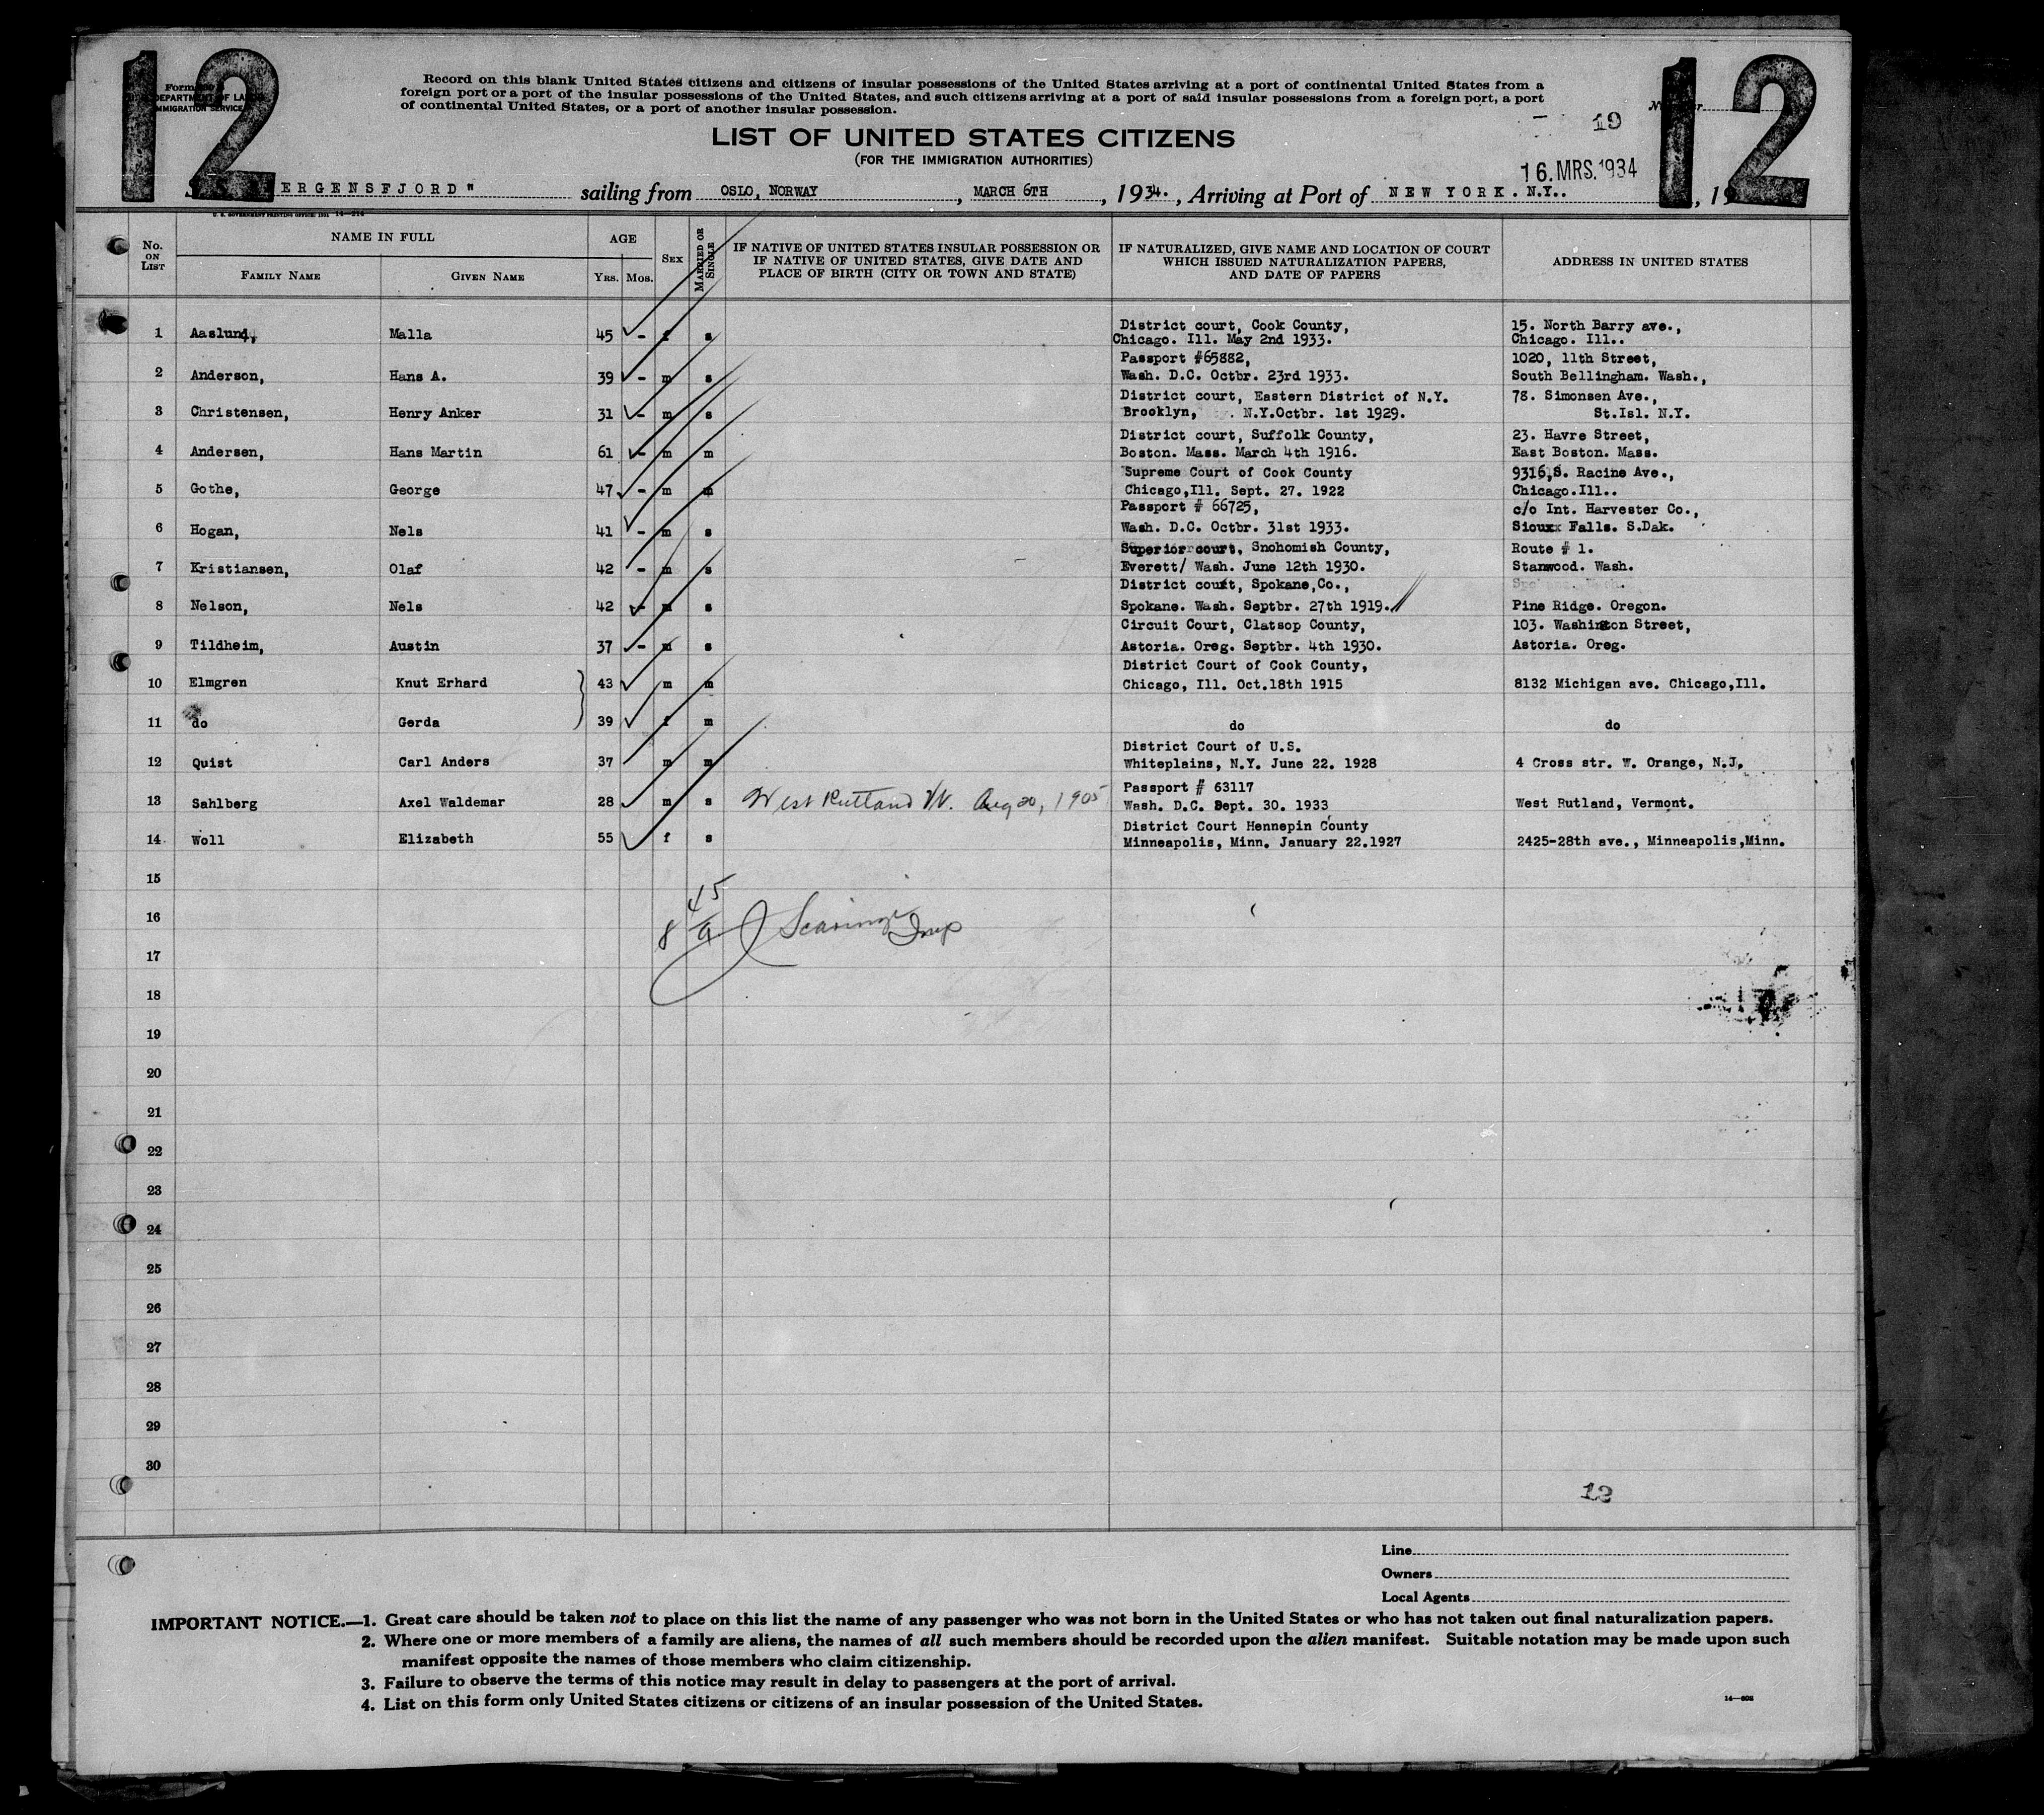 12
12
Form
DEPARTMENT OF LABOR
IMMIGRATION SERVICE
Record on this blank United States citizens and citizens of insular possessions of the United States arriving at a port of continental United States from a
foreign port or a port of the insular possessions of the United States, and such citizens arriving at a port of said insular possessions from a foreign port, a port
of continental United States, or a port of another insular possession.
19
LIST OF UNITED STATES CITIZENS
(FOR THE IMMIGRATION AUTHORITIES)
16. MRS. 1934
ERGENSFJORD" sailing from OSLO, NORWAY, MARCH 6TH, 1934., Arriving at Port of NEW YORK. N.Y.., 19
U. S. GOVERNMENT PRINTING OFFICE: 1931 14—214
No. ON LIST
NAME IN FULL
FAMILY NAME GIVEN NAME
AGE
YRS. MOS.
SEX
MARRIED OR SINGLE
IF NATIVE OF UNITED STATES INSULAR POSSESSION OR
IF NATIVE OF UNITED STATES, GIVE DATE AND
PLACE OF BIRTH (CITY OR TOWN AND STATE)
IF NATURALIZED, GIVE NAME AND LOCATION OF COURT
WHICH ISSUED NATURALIZATION PAPERS,
AND DATE OF PAPERS
ADDRESS IN UNITED STATES
District court, Cook County, 15. North Barry ave.,
1 Aaslund, Malla 45 - f s Chicago. Ill. May 2nd 1933. Chicago. Ill..
Passport #65882, 1020, 11th Street,
2 Anderson, Hans A. 39 - m s Wash. D.C. Octbr. 23rd 1933. South Bellingham. Wash.,
District court, Eastern District of N.Y. 78. Simonsen Ave.,
3 Christensen, Henry Anker 31 - m s Brooklyn, . N.Y.Octbr. 1st 1929. St.Isl. N.Y.
District court, Suffolk County, 23. Havre Street,
4 Andersen, Hans Martin 61 - m m Boston. Mass. March 4th 1916. East Boston. Mass.
Supreme Court of Cook County 9316,S. Racine Ave.,
5 Gothe, George 47 - m m Chicago,Ill. Sept. 27. 1922 Chicago.Ill..
Passport # 66725, c/o Int. Harvester Co.,
6 Hogan, Nels 41 - m s Wash. D.C. Octbr. 31st 1933. Siouxx Falls. S.Dak.
Superior court, Snohomish County, Route # 1.
7 Kristiansen, Olaf 42 - m s Everett/ Wash. June 12th 1930. Stanwood. Wash.
District court, Spokane,Co.,
8 Nelson, Nels 42 - m s Spokane. Wash. Septbr. 27th 1919. Pine Ridge. Oregon.
Circuit Court, Clatsop County, 103. Washington Street,
9 Tildheim, Austin 37 - m s Astoria. Oreg. Septbr. 4th 1930. Astoria. Oreg.
District Court of Cook County,
10 Elmgren Knut Erhard 43 m m Chicago, Ill. Oct.18th 1915 8132 Michigan ave. Chicago,Ill.
11 do Gerda 39 f m do do
District Court of U.S.
12 Quist Carl Anders 37 m m Whiteplains, N.Y. June 22. 1928 4 Cross str. W. Orange, N.J.
Passport # 63117
13 Sahlberg Axel Waldemar 28 m s West Rutland Vt. Aug 20, 1905 Wash. D.C. Sept. 30. 1933 West Rutland, Vermont.
District Court Hennepin County
14 Woll Elizabeth 55 f s Minneapolis, Minn. January 22.1927 2425-28th ave., Minneapolis,Minn.
15
45
16
8
17
18
19
20
21
22
23
24
25
26
27
28
29
30
12
Line
Owners
Local Agents
IMPORTANT NOTICE.—1. Great care should be taken not to place on this list the name of any passenger who was not born in the United States or who has not taken out final naturalization papers.
2. Where one or more members of a family are aliens, the names of all such members should be recorded upon the alien manifest. Suitable notation may be made upon such
manifest opposite the names of those members who claim citizenship.
3. Failure to observe the terms of this notice may result in delay to passengers at the port of arrival.
4. List on this form only United States citizens or citizens of an insular possession of the United States.
14—608